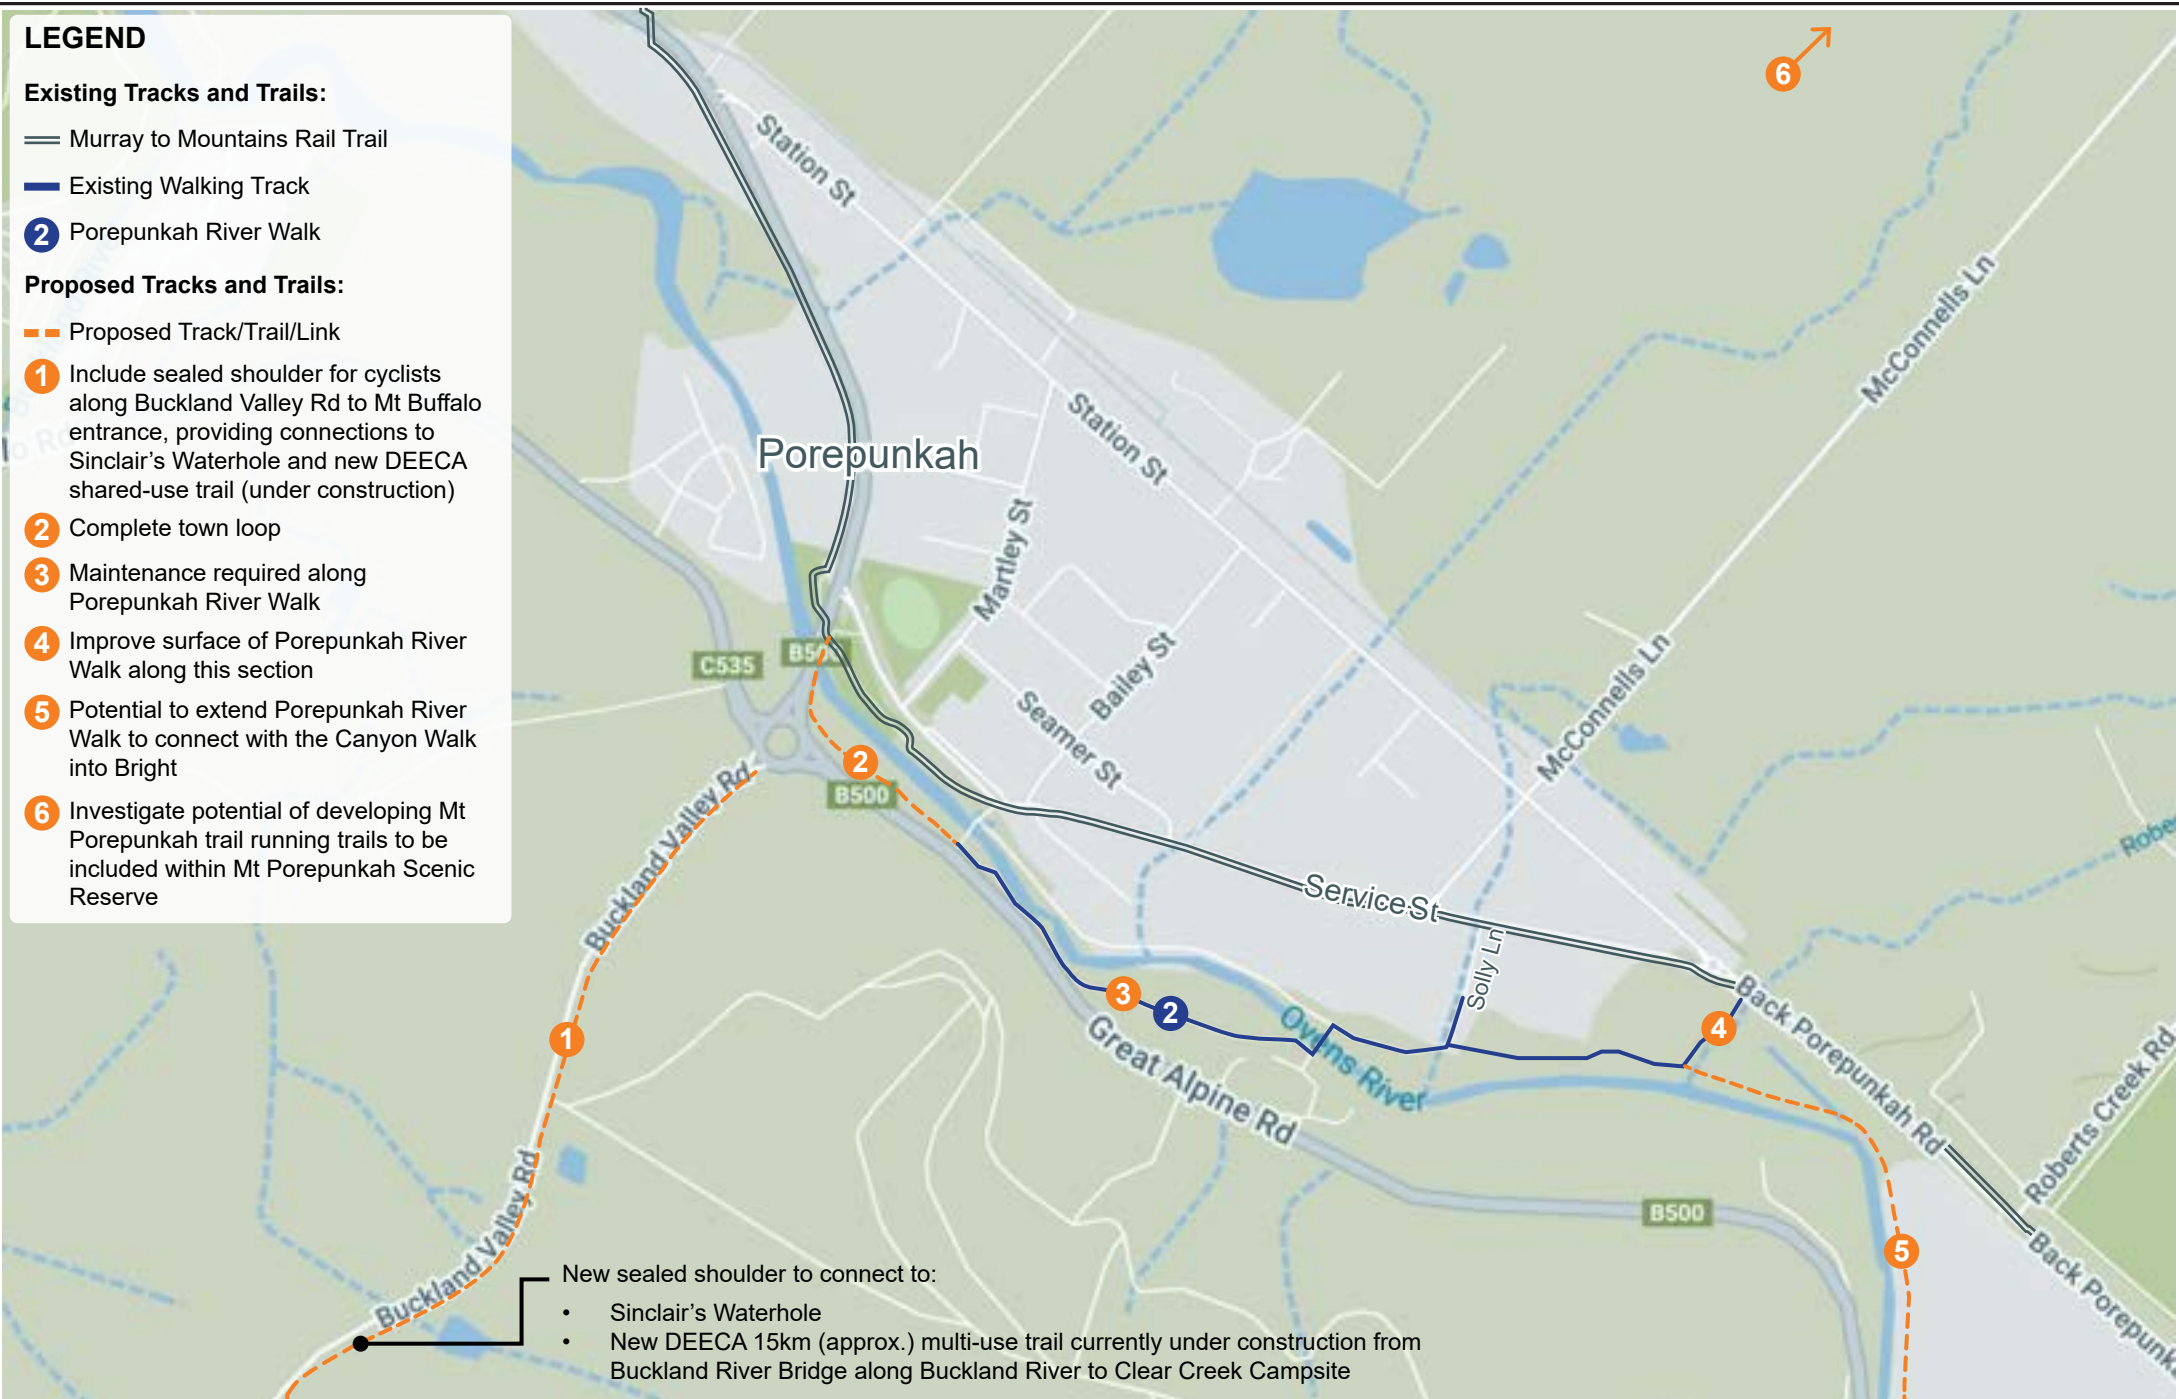 LEGEND
Existing Tracks and Trails:
Murray to Mountains Rail Trail
Existing Walking Track
2 Porepunkah River Walk
Proposed Tracks and Trails:
Proposed Track/Trail/Link
1 Include sealed shoulder for cyclists
along Buckland Valley Rd to Mt Buffalo
entrance, providing connections to
Sinclair's Waterhole and new DEECA
shared-use trail (under construction)
2 Complete town loop
3 Maintenance required along
Porepunkah River Walk
4 Improve surface of Porepunkah River
Walk along this section
5 Potential to extend Porepunkah River
Walk to connect with the Canyon Walk
into Bright
6 Investigate potential of developing Mt
Porepunkah trail running trails to be
included within Mt Porepunkah Scenic
Reserve
6
Station St
McConnells Ln
Station St
Porepunkah
Martley St
Bailey St
Seamer St
McConnells Ln
C535
B500
2
B500
Buckland Valley Rd
Service St
Solly Ln
3
2
1
4
Ovens River
Great Alpine Rd
Back Porepunkah Rd
Roberts Creek Rd
Buckland Valley Rd
B500
5
Back Porepunk
Buckland Valley Rd
New sealed shoulder to connect to:
• Sinclair's Waterhole
• New DEECA 15km (approx.) multi-use trail currently under construction from
Buckland River Bridge along Buckland River to Clear Creek Campsite